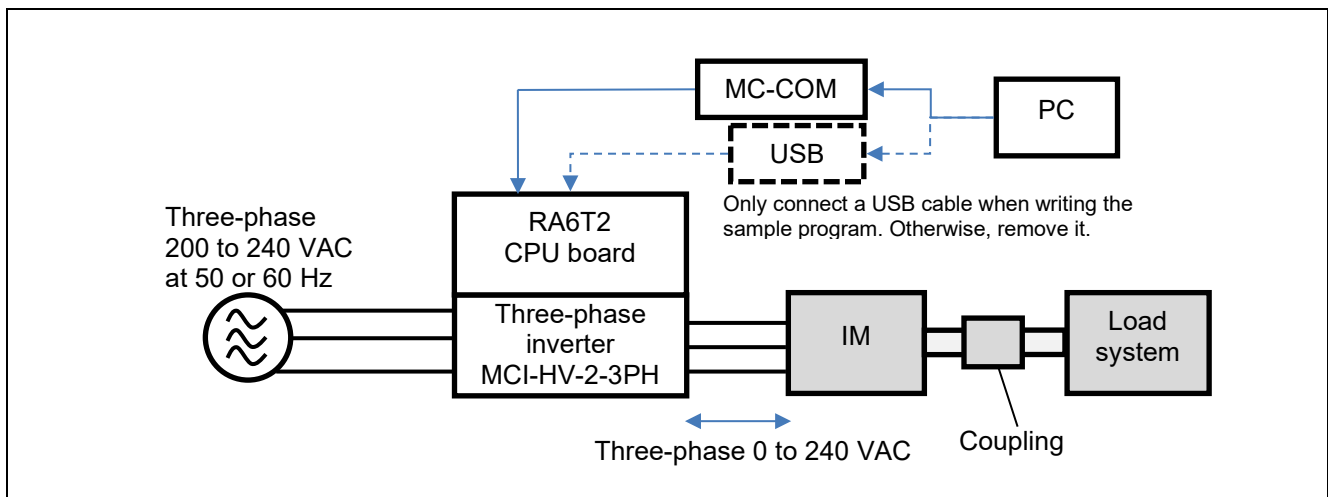 MC-COM
PC
USB
Only connect a USB cable when writing the
sample program. Otherwise, remove it.
Three-phase
200 to 240 VAC
at 50 or 60 Hz
RA6T2
CPU board
Three-phase
inverter
MCI-HV-2-3PH
IM
Load
system
Three-phase 0 to 240 VAC
Coupling